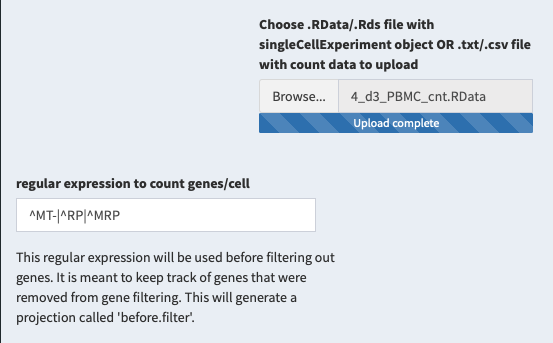 Choose .RData/.Rds file with
singleCellExperiment object OR .txt/.csv file
with count data to upload
Browse... 4_d3_PBMC_cnt.RData
Upload complete
regular expression to count genes/cell
^MT-|^RP|^MRP
This regular expression will be used before filtering out
genes. It is meant to keep track of genes that were
removed from gene filtering. This will generate a
projection called 'before.filter'.